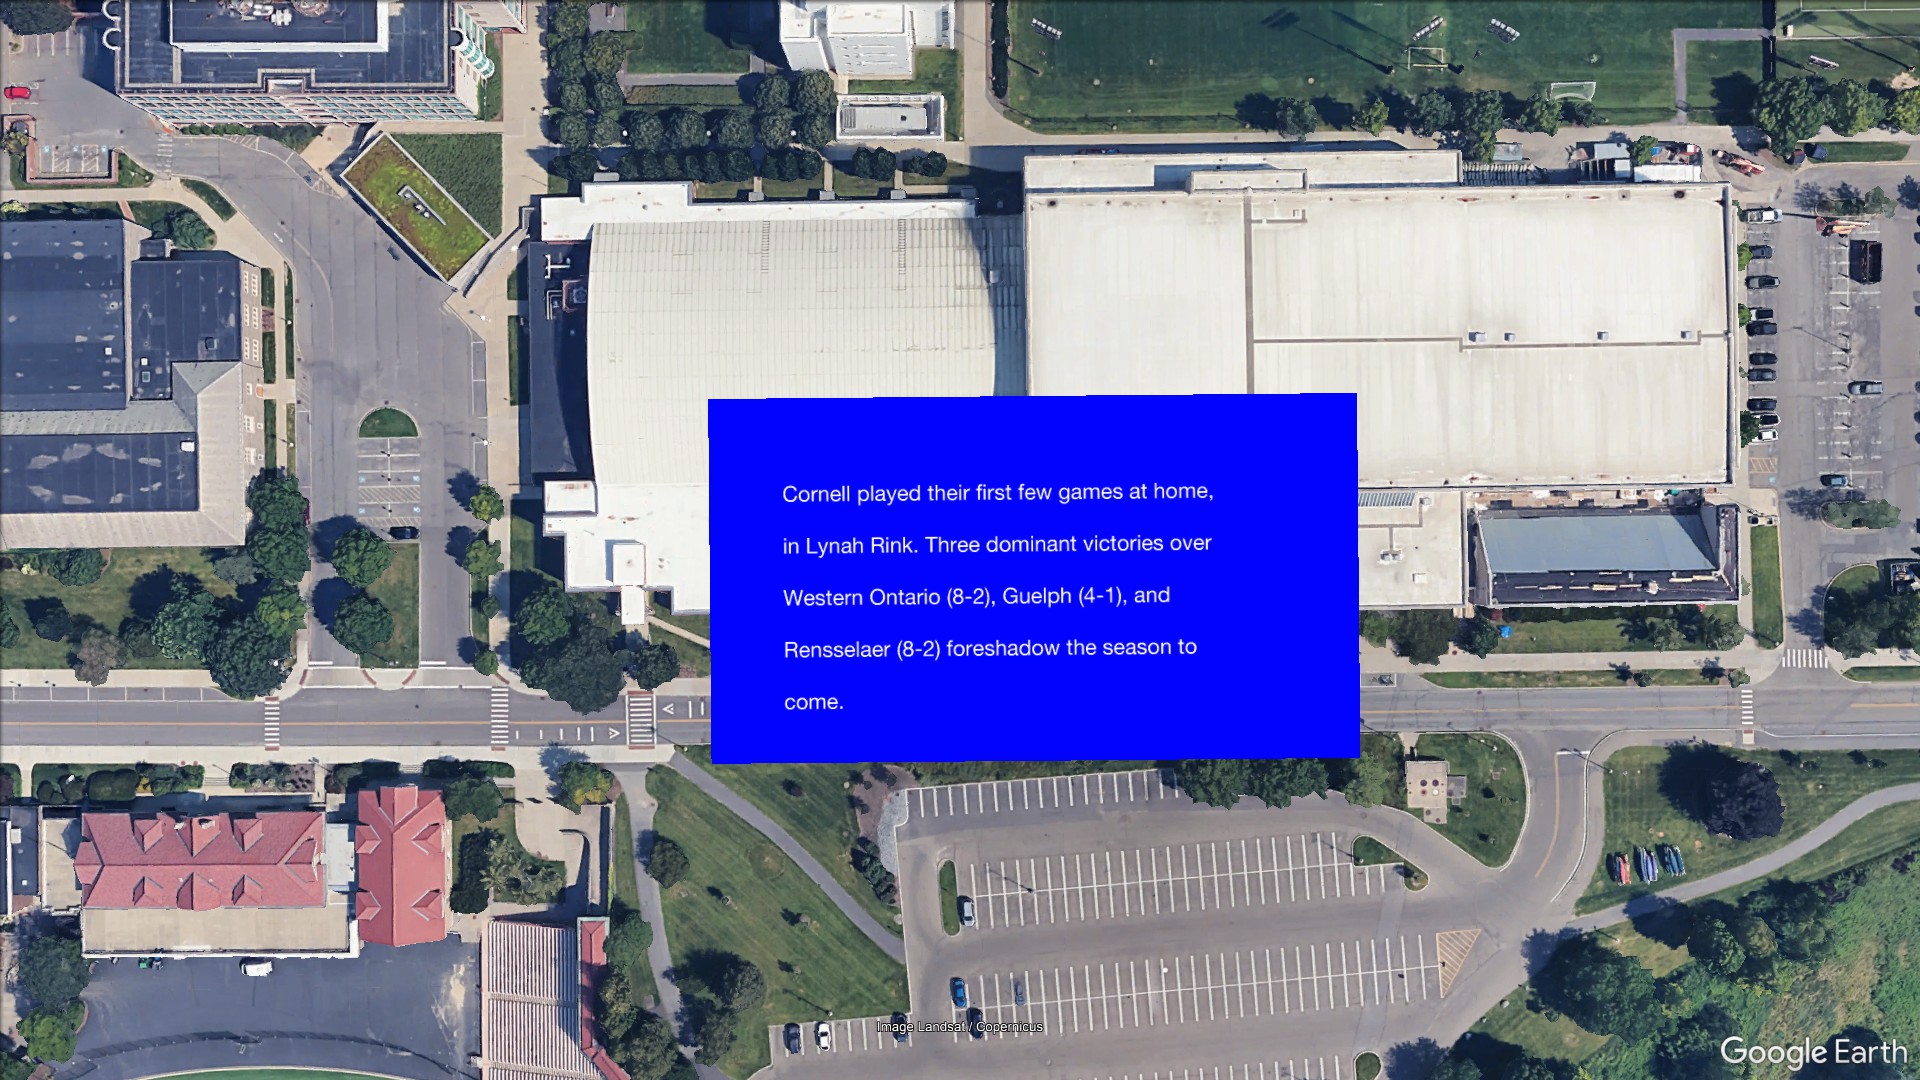 Cornell played their first few games at home,
in Lynah Rink. Three dominant victories over
Western Ontario (8-2), Guelph (4-1), and
Rensselaer (8-2) foreshadow the season to
come.
Image Landsat / Copernicus
Google Earth